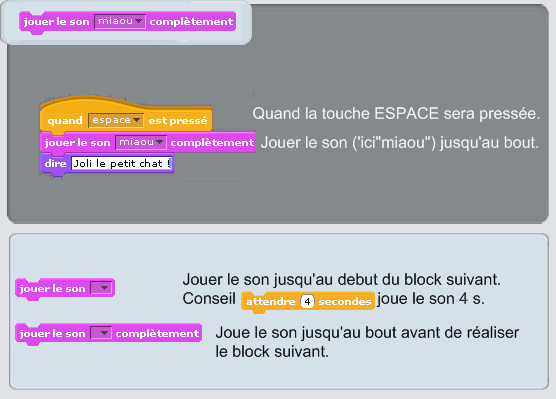 jouer le son miaou complètement
quand espace est pressé
Quand la touche ESPACE sera pressée.
jouer le son miaou complètement
Jouer le son ('ici"miaou") jusqu'au bout.
dire Joli le petit chat !
jouer le son
Jouer le son jusqu'au debut du block suivant.
Conseil attendre 4 secondes joue le son 4 s.
jouer le son complètement
Joue le son jusqu'au bout avant de réaliser
le block suivant.